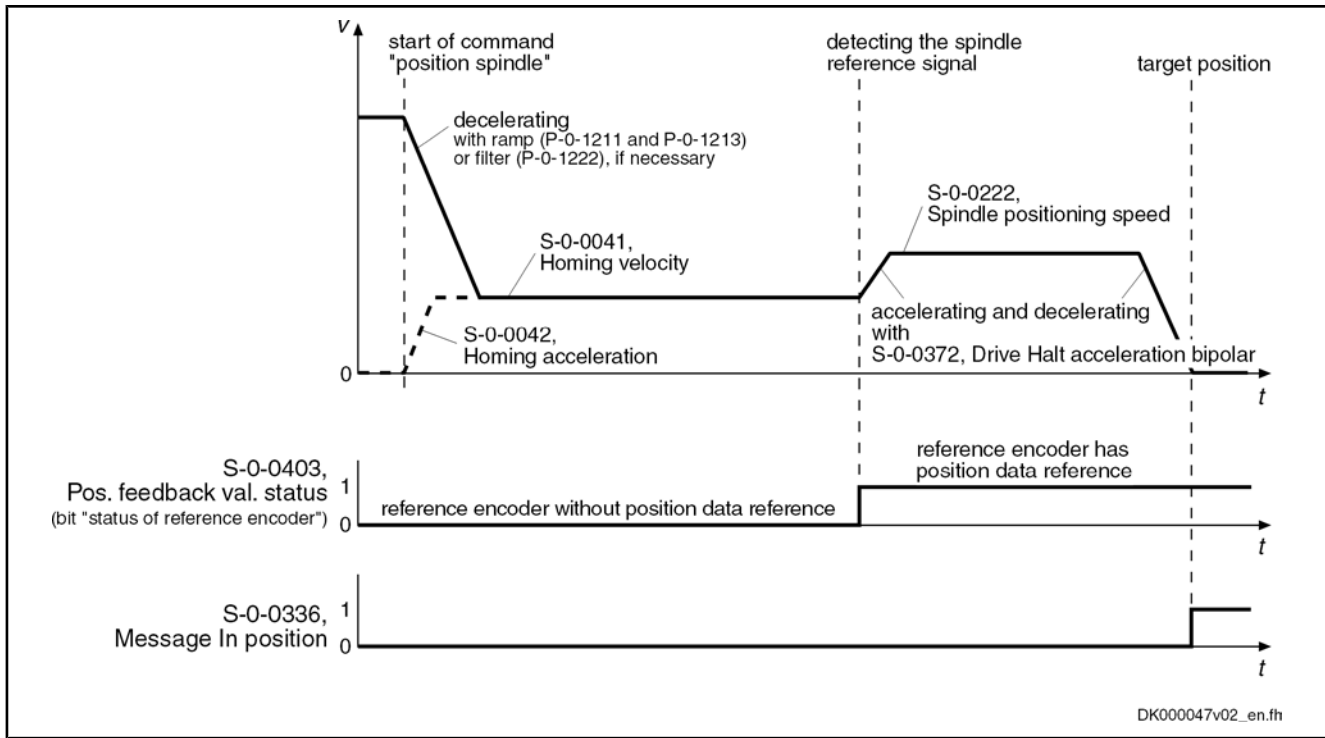 v
start of command
"position spindle"
detecting the spindle
reference signal
target position
decelerating
with ramp (P-0-1211 and P-0-1213)
or filter (P-0-1222), if necessary
S-0-0222,
Spindle positioning speed
S-0-0041,
Homing velocity
S-0-0042,
Homing acceleration
accelerating and decelerating
with
S-0-0372, Drive Halt acceleration bipolar
0
t
S-0-0403,
Pos. feedback val. status
(bit "status of reference encoder")
1
0
reference encoder without position data reference
reference encoder has
position data reference
t
S-0-0336,
Message In position
1
0
t
DK000047v02_en.fh